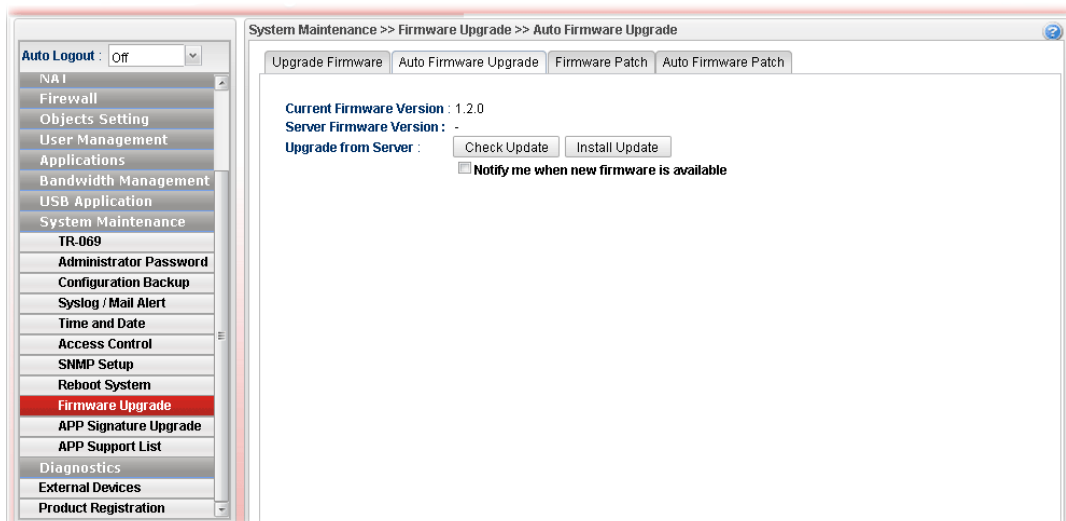 System Maintenance >> Firmware Upgrade >> Auto Firmware Upgrade
Auto Logout : Off
NAT
Firewall
Objects Setting
User Management
Applications
Bandwidth Management
USB Application
System Maintenance
TR-069
Administrator Password
Configuration Backup
Syslog / Mail Alert
Time and Date
Access Control
SNMP Setup
Reboot System
Firmware Upgrade
APP Signature Upgrade
APP Support List
Diagnostics
External Devices
Product Registration
Upgrade Firmware Auto Firmware Upgrade Firmware Patch Auto Firmware Patch
Current Firmware Version : 1.2.0
Server Firmware Version : -
Upgrade from Server : Check Update Install Update
Notify me when new firmware is available